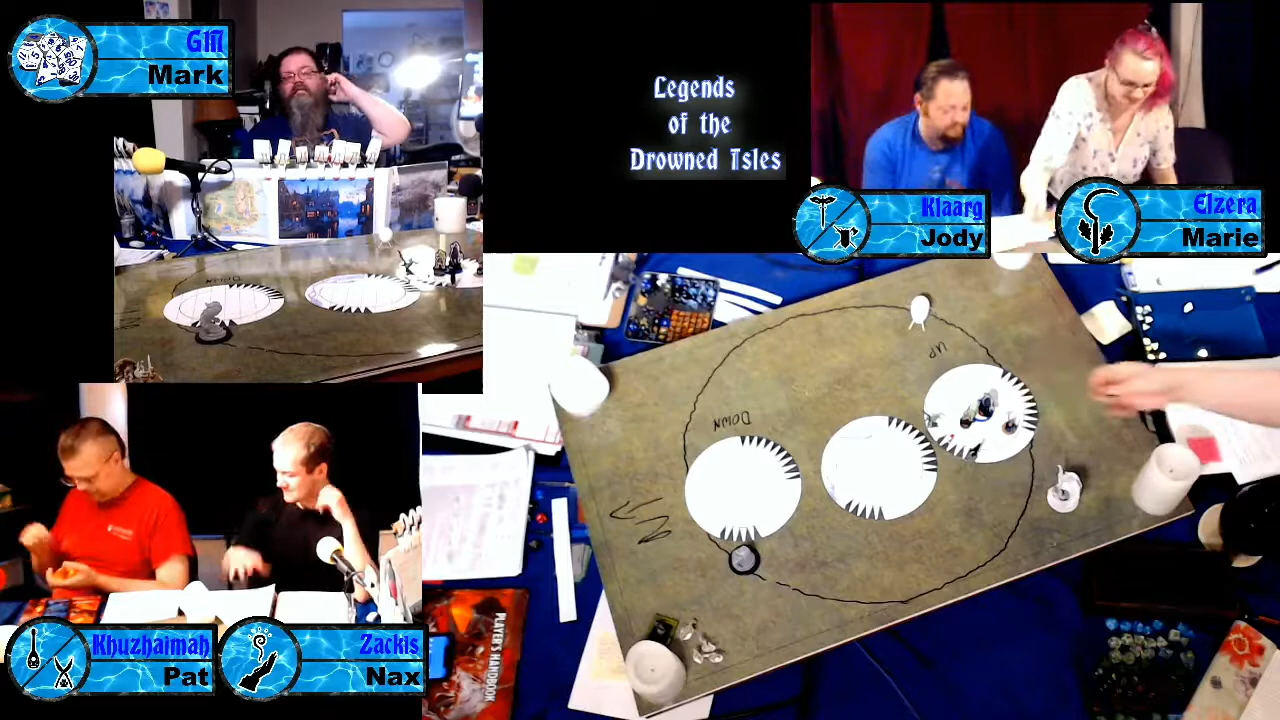 GM
Mark
Legends
of the
Drowned Isles
Klaarg
Jody
Elzera
Marie
UP
DOWN
DOWN
Khuzhaimah
Pat
Zackis
Nax
PLAYER'S HANDBOOK